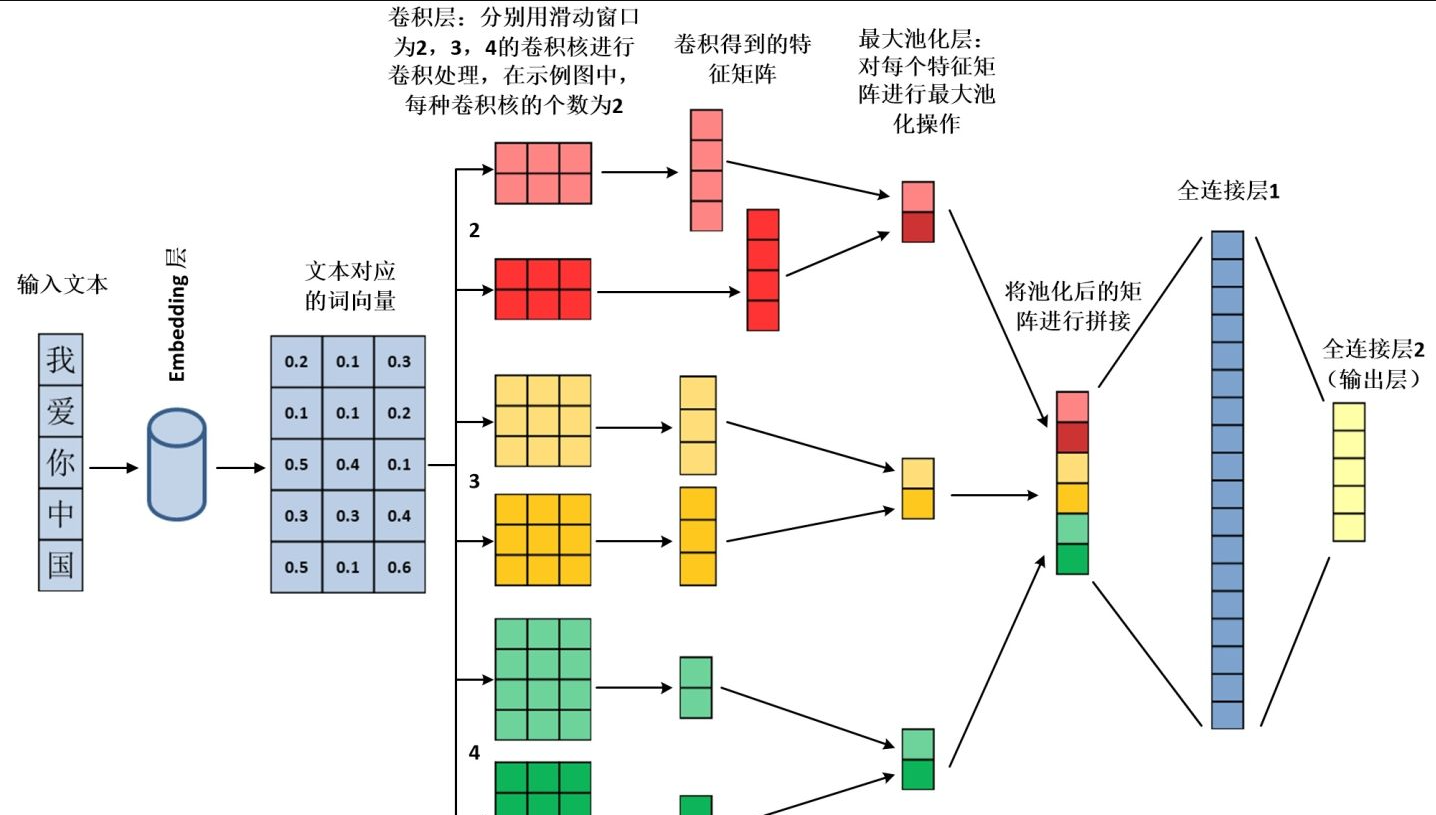 卷积层：分别用滑动窗口
为2，3，4的卷积核进行
卷积处理，在示例图中，
每种卷积核的个数为2
卷积得到的特
征矩阵
最大池化层：
对每个特征矩
阵进行最大池
化操作
全连接层1
2
输入文本
Embedding 层
文本对应
的词向量
将池化后的矩
阵进行拼接
全连接层2
（输出层）
我
爱
你
中
国
0.2 0.1 0.3
0.1 0.1 0.2
0.5 0.4 0.1
0.3 0.3 0.4
0.5 0.1 0.6
3
4